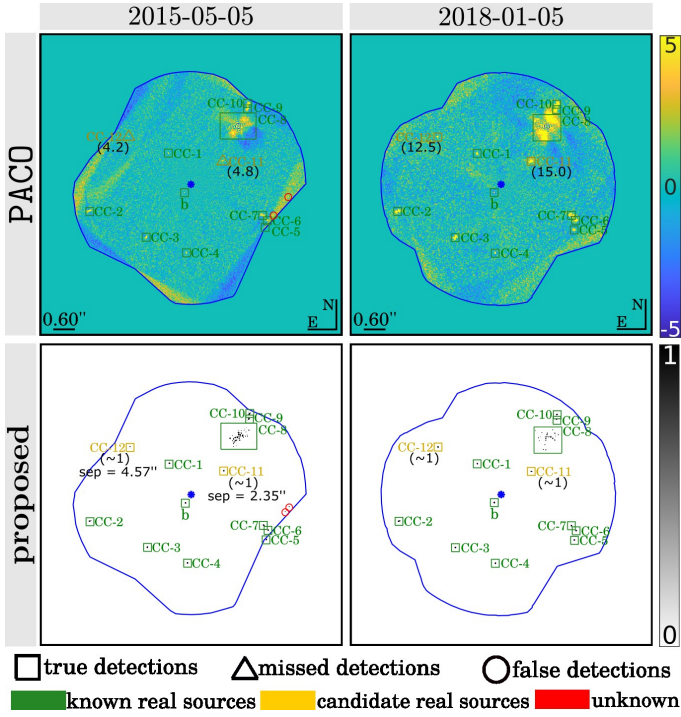 2015-05-05 2018-01-05
PACO
CC-10 CC-9
CC-8
CC-12
(4.2)
CC-1
CC-11
(4.8)
b
CC-2
CC-7
CC-6
CC-5
CC-3
CC-4
0.60"
N
E
CC-10
CC-9
CC-8
CC-12
(12.5)
CC-1
CC-11
(15.0)
b
CC-2
CC-7
CC-6
CC-5
CC-3
CC-4
0.60"
N
E
5
0
-5
proposed
CC-10
CC-9
CC-8
CC-12
(~1)
sep = 4.57"
CC-1
CC-11
(~1)
sep = 2.35"
b
CC-2
CC-7
CC-6
CC-5
CC-3
CC-4
CC-10
CC-9
CC-8
CC-12
(~1)
CC-1
CC-11
(~1)
b
CC-2
CC-7
CC-6
CC-5
CC-3
CC-4
1
0
true detections missed detections false detections
known real sources candidate real sources unknown